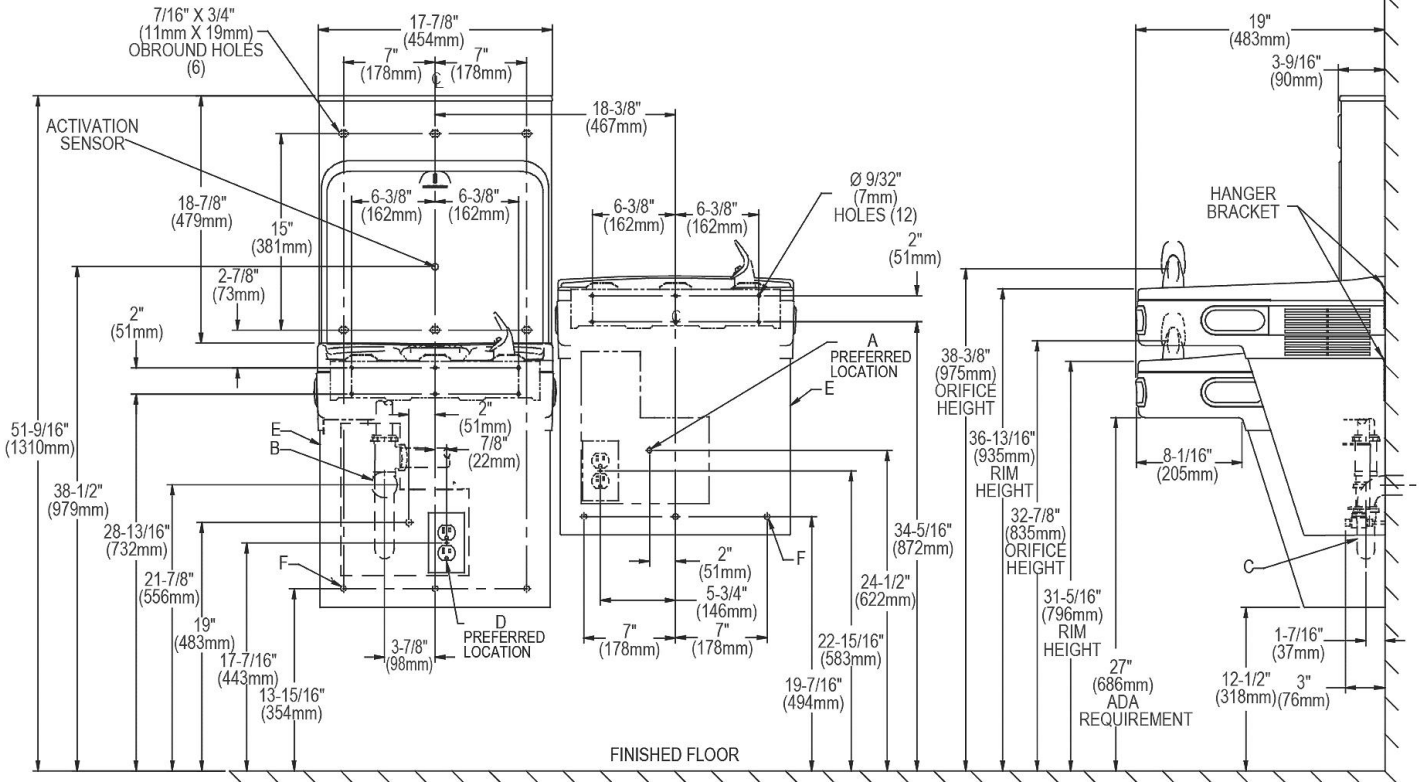 7/16" X 3/4"
(11mm X 19mm)
OBROUND HOLES
(6)
17-7/8"
(454mm)
7"
(178mm)
7"
(178mm)
℄
19"
(483mm)
3-9/16"
(90mm)
18-3/8"
(467mm)
ACTIVATION
SENSOR
18-7/8"
(479mm)
15"
(381mm)
6-3/8"
(162mm)
6-3/8"
(162mm)
6-3/8"
(162mm)
6-3/8"
(162mm)
Ø 9/32"
(7mm)
HOLES (12)
HANGER
BRACKET
2"
(51mm)
2-7/8"
(73mm)
2"
(51mm)
℄
A
PREFERRED
LOCATION
E
38-3/8"
(975mm)
ORIFICE
HEIGHT
51-9/16"
(1310mm)
E
B
2"
(51mm)
7/8"
(22mm)
36-13/16"
(935mm)
RIM
HEIGHT
8-1/16"
(205mm)
38-1/2"
(979mm)
28-13/16"
(732mm)
34-5/16"
(872mm)
32-7/8"
(835mm)
ORIFICE
HEIGHT
21-7/8"
(556mm)
F
2"
(51mm)
F
24-1/2"
(622mm)
C
31-5/16"
(796mm)
RIM
HEIGHT
5-3/4"
(146mm)
19"
(483mm)
D
PREFERRED
LOCATION
3-7/8"
(98mm)
7"
(178mm)
7"
(178mm)
22-15/16"
(583mm)
1-7/16"
(37mm)
17-7/16"
(443mm)
13-15/16"
(354mm)
19-7/16"
(494mm)
27"
(686mm)
ADA
REQUIREMENT
12-1/2"
(318mm)
3"
(76mm)
FINISHED FLOOR